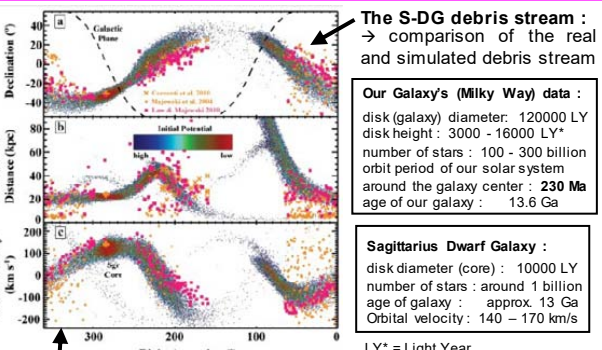 The S-DG debris stream :
→ comparison of the real
and simulated debris stream
Declination (°)
40
20
0
-20
-40
a
Galactic
Plane
Correnti et al. 2010
Majewski et al. 2004
Law & Majewski 2010
Distance (kpc)
80
60
40
20
0
b
Initial Potential
high
low
(km s⁻¹)
200
100
0
-100
-200
c
Sgr
Core
300
200
100
0
Our Galaxy's (Milky Way) data :
disk (galaxy) diameter: 120000 LY
disk height : 3000 - 16000 LY*
number of stars : 100 - 300 billion
orbit period of our solar system
around the galaxy center : 230 Ma
age of our galaxy : 13.6 Ga
Sagittarius Dwarf Galaxy :
disk diameter (core) : 10000 LY
number of stars : around 1 billion
age of galaxy : approx. 13 Ga
Orbital velocity : 140 – 170 km/s
LY* = Light Year